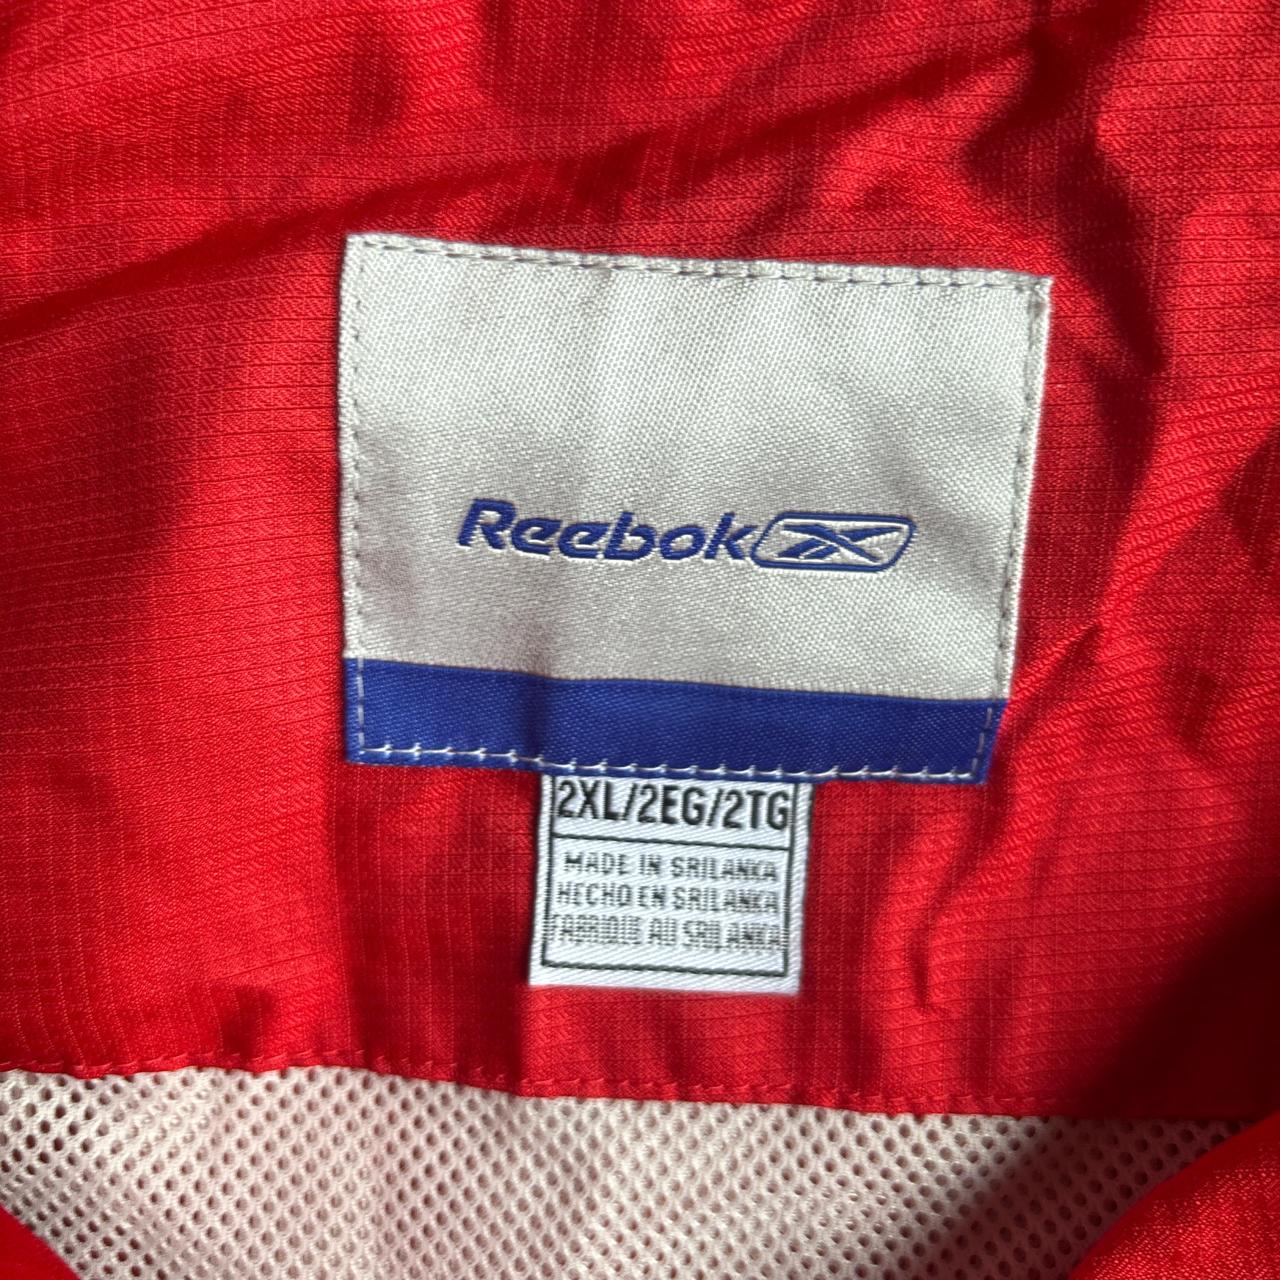 Reebok
2XL/2EG/2TG
MADE IN SRILANKA
HECHO EN SRILANKA
FABRIQUE AU SRILANKA